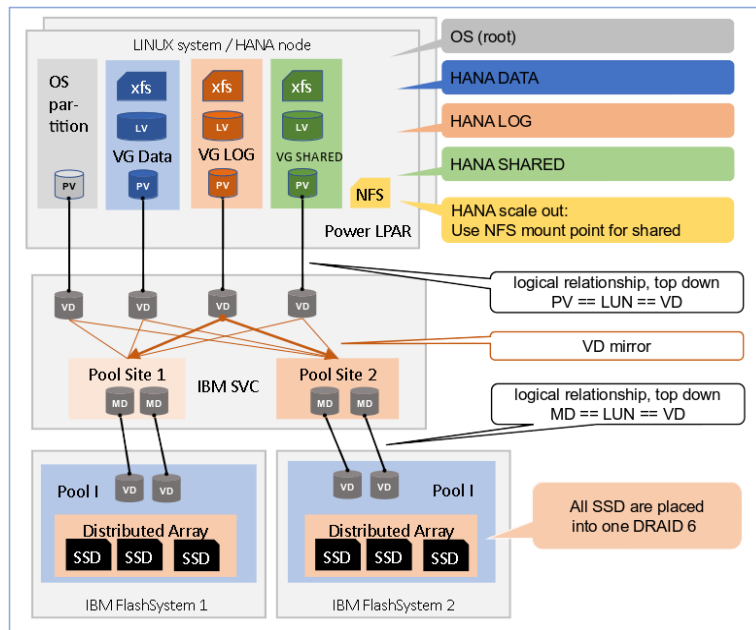 LINUX system / HANA node
OS
par-
tition
PV
xfs
LV
VG Data
PV
xfs
LV
VG LOG
PV
xfs
LV
VG SHARED
PV
NFS
Power LPAR
OS (root)
HANA DATA
HANA LOG
HANA SHARED
HANA scale out:
Use NFS mount point for shared
logical relationship, top down
PV == LUN == VD
VD
VD
VD
VD
VD mirror
Pool Site 1
MD
MD
IBM SVC
Pool Site 2
MD
MD
logical relationship, top down
MD == LUN == VD
Pool I
VD
VD
Distributed Array
SSD
SSD
SSD
IBM FlashSystem 1
VD
VD
Pool I
Distributed Array
SSD
SSD
SSD
IBM FlashSystem 2
All SSD are placed
into one DRAID 6